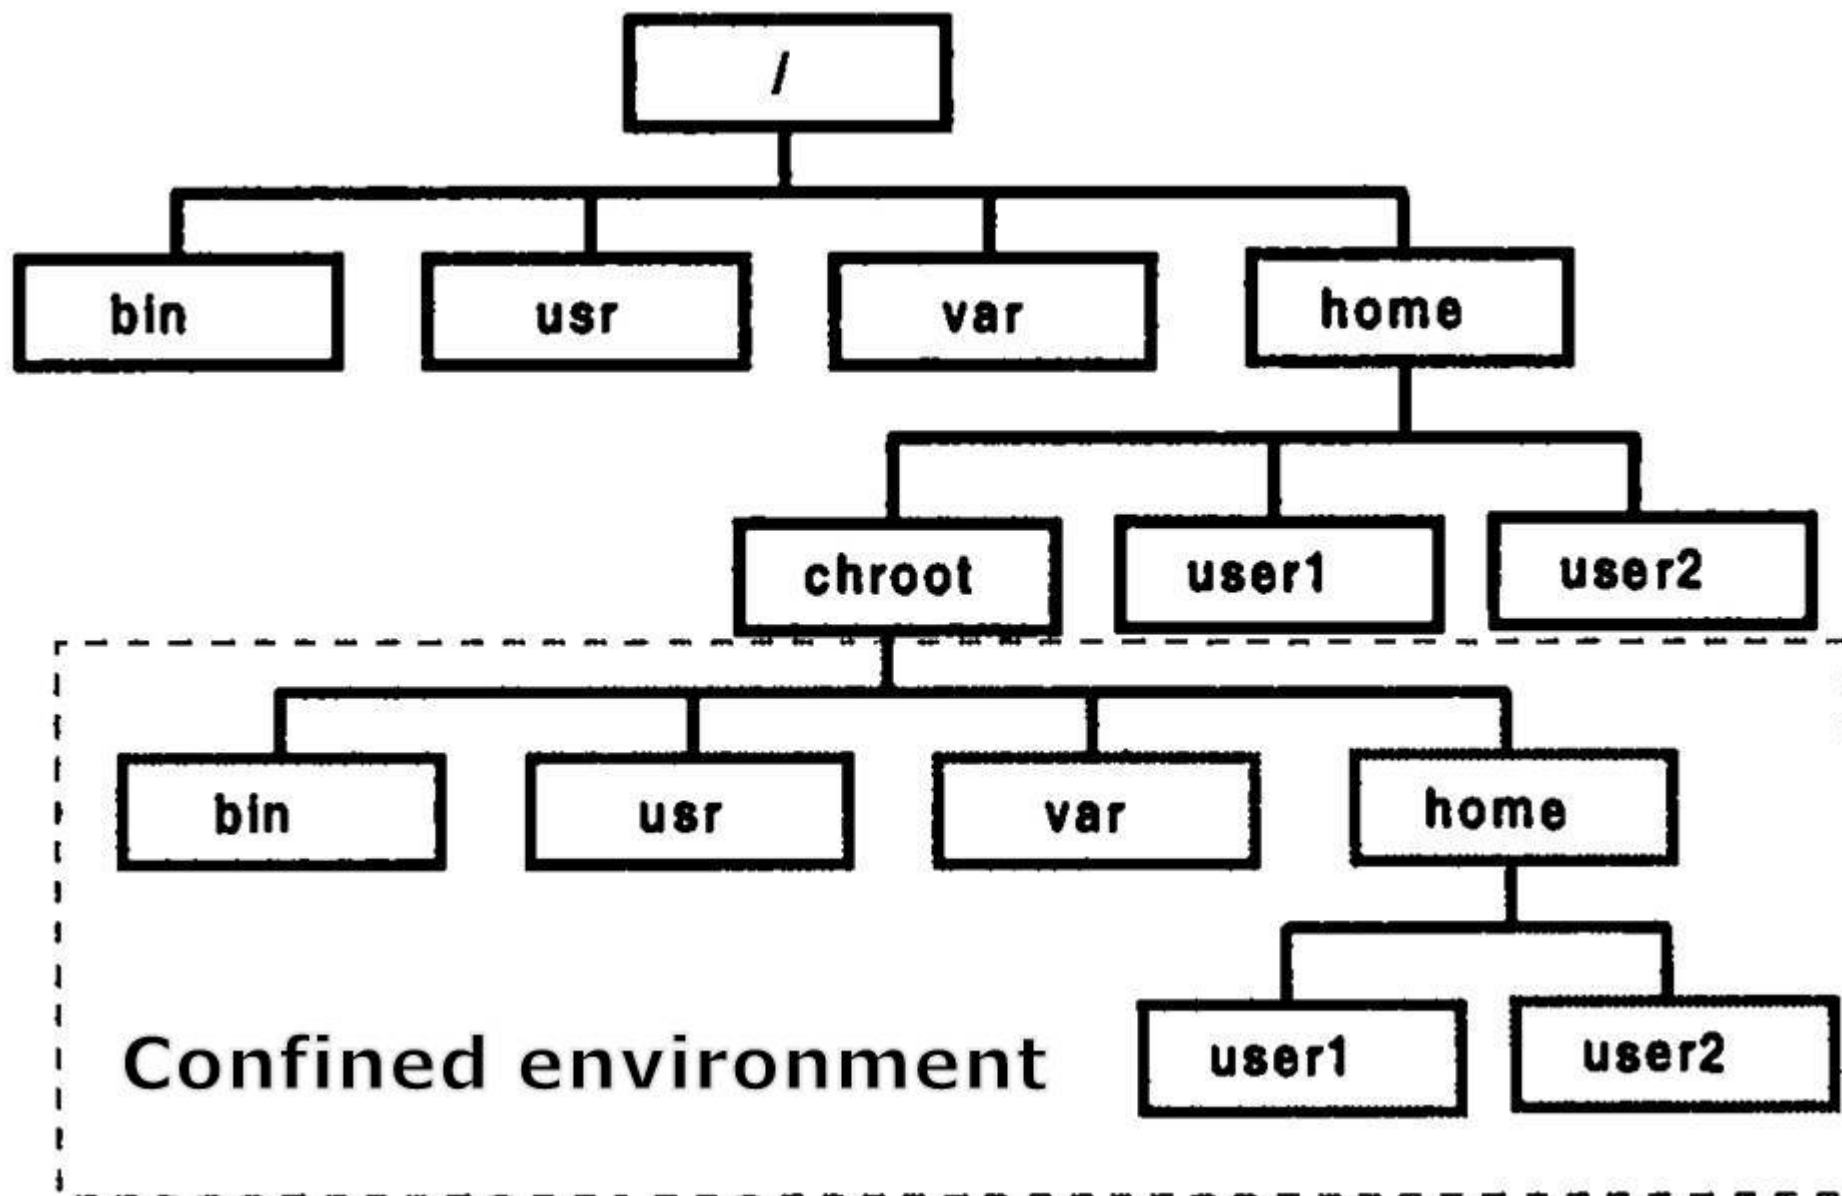 /
bin usr var home
chroot user1 user2
bin usr var home
user1 user2
Confined environment